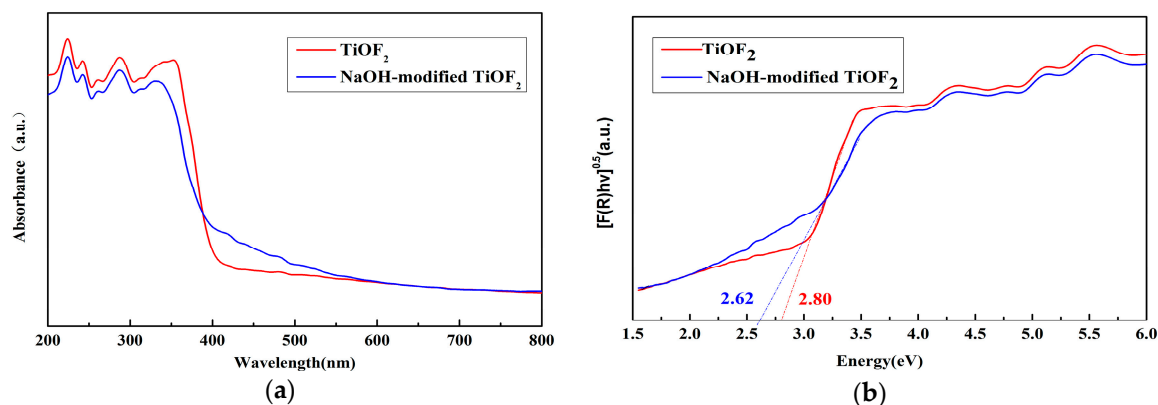 TiOF2
NaOH-modified TiOF2
Absorbance（a.u.）
200 300 400 500 600 700 800
Wavelength(nm)
(a)
TiOF2
NaOH-modified TiOF2
[F(R)hv]^0.5(a.u.)
2.62 2.80
1.5 2.0 2.5 3.0 3.5 4.0 4.5 5.0 5.5 6.0
Energy(eV)
(b)